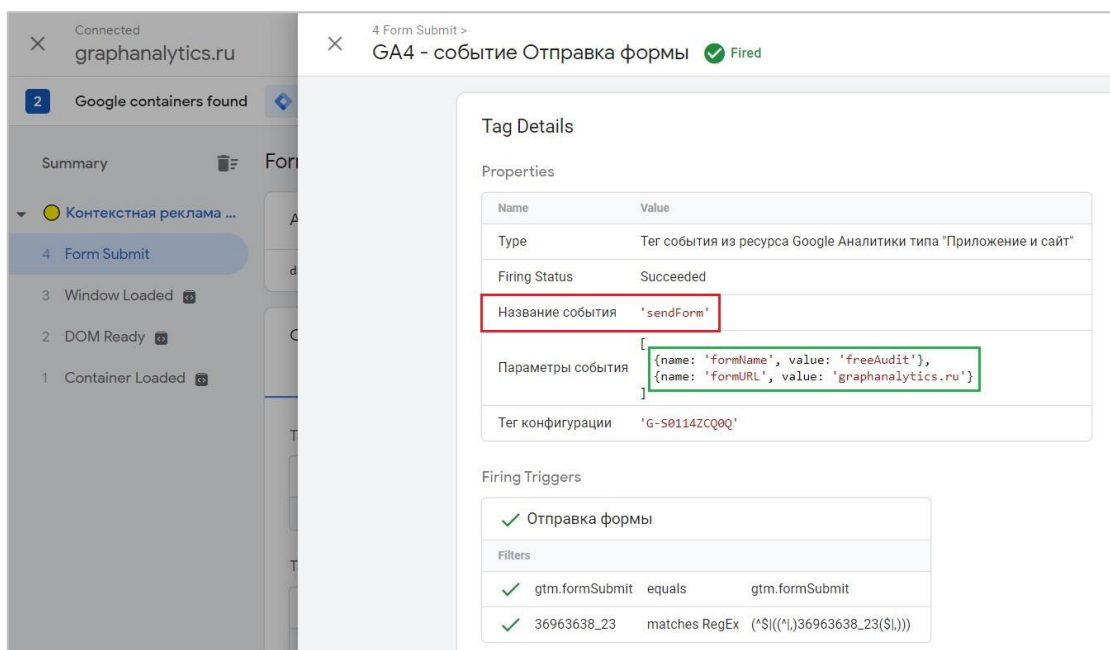 Connected
graphanalytics.ru
2 Google containers found
Summary
Контекстная реклама ...
4 Form Submit
3 Window Loaded
2 DOM Ready
1 Container Loaded
4 Form Submit >
GA4 - событие Отправка формы Fired
Tag Details
Properties
Name Value
Type Тег события из ресурса Google Аналитики типа "Приложение и сайт"
Firing Status Succeeded
Название события 'sendForm'
Параметры события
[
{name: 'formName', value: 'freeAudit'},
{name: 'formURL', value: 'graphanalytics.ru'}
]
Тег конфигурации 'G-S0114ZCQ0Q'
Firing Triggers
Отправка формы
Filters
gtm.formSubmit equals gtm.formSubmit
36963638_23 matches RegEx (^$|((^|,)36963638_23($|,)))